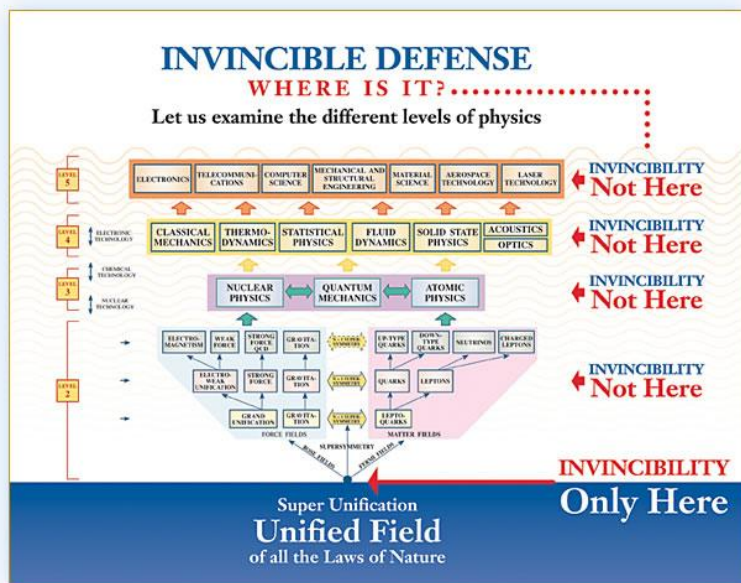 INVINCIBLE DEFENSE
WHERE IS IT?
Let us examine the different levels of physics
LEVEL
5
ELECTRONICS
TELECOMMUNI-
CATIONS
COMPUTER
SCIENCE
MECHANICAL AND
STRUCTURAL
ENGINEERING
MATERIAL
SCIENCE
AEROSPACE
TECHNOLOGY
LASER
TECHNOLOGY
INVINCIBILITY
Not Here
LEVEL
4
ELECTRONIC
TECHNOLOGY
CLASSICAL
MECHANICS
THERMO-
DYNAMICS
STATISTICAL
PHYSICS
FLUID
DYNAMICS
SOLID STATE
PHYSICS
ACOUSTICS
OPTICS
INVINCIBILITY
Not Here
CHEMICAL
TECHNOLOGY
LEVEL
3
NUCLEAR
TECHNOLOGY
NUCLEAR
PHYSICS
QUANTUM
MECHANICS
ATOMIC
PHYSICS
INVINCIBILITY
Not Here
LEVEL
2
ELECTRO-
MAGNETISM
WEAK
FORCE
STRONG
FORCE
QCD
GRAVITA-
TION
UP-TYPE
QUARKS
DOWN-
TYPE
QUARKS
NEUTRINOS
CHARGED
LEPTONS
ELECTRO-
WEAK
UNIFICATION
STRONG
FORCE
GRAVITA-
TION
QUARKS
LEPTONS
INVINCIBILITY
Not Here
GRAND
UNIFICATION
GRAVITA-
TION
LEPTO-
QUARKS
FORCE FIELDS
MATTER FIELDS
SUPERSYMMETRY
BOSE FIELDS
FERMI FIELDS
INVINCIBILITY
Only Here
Super Unification
Unified Field
of all the Laws of Nature